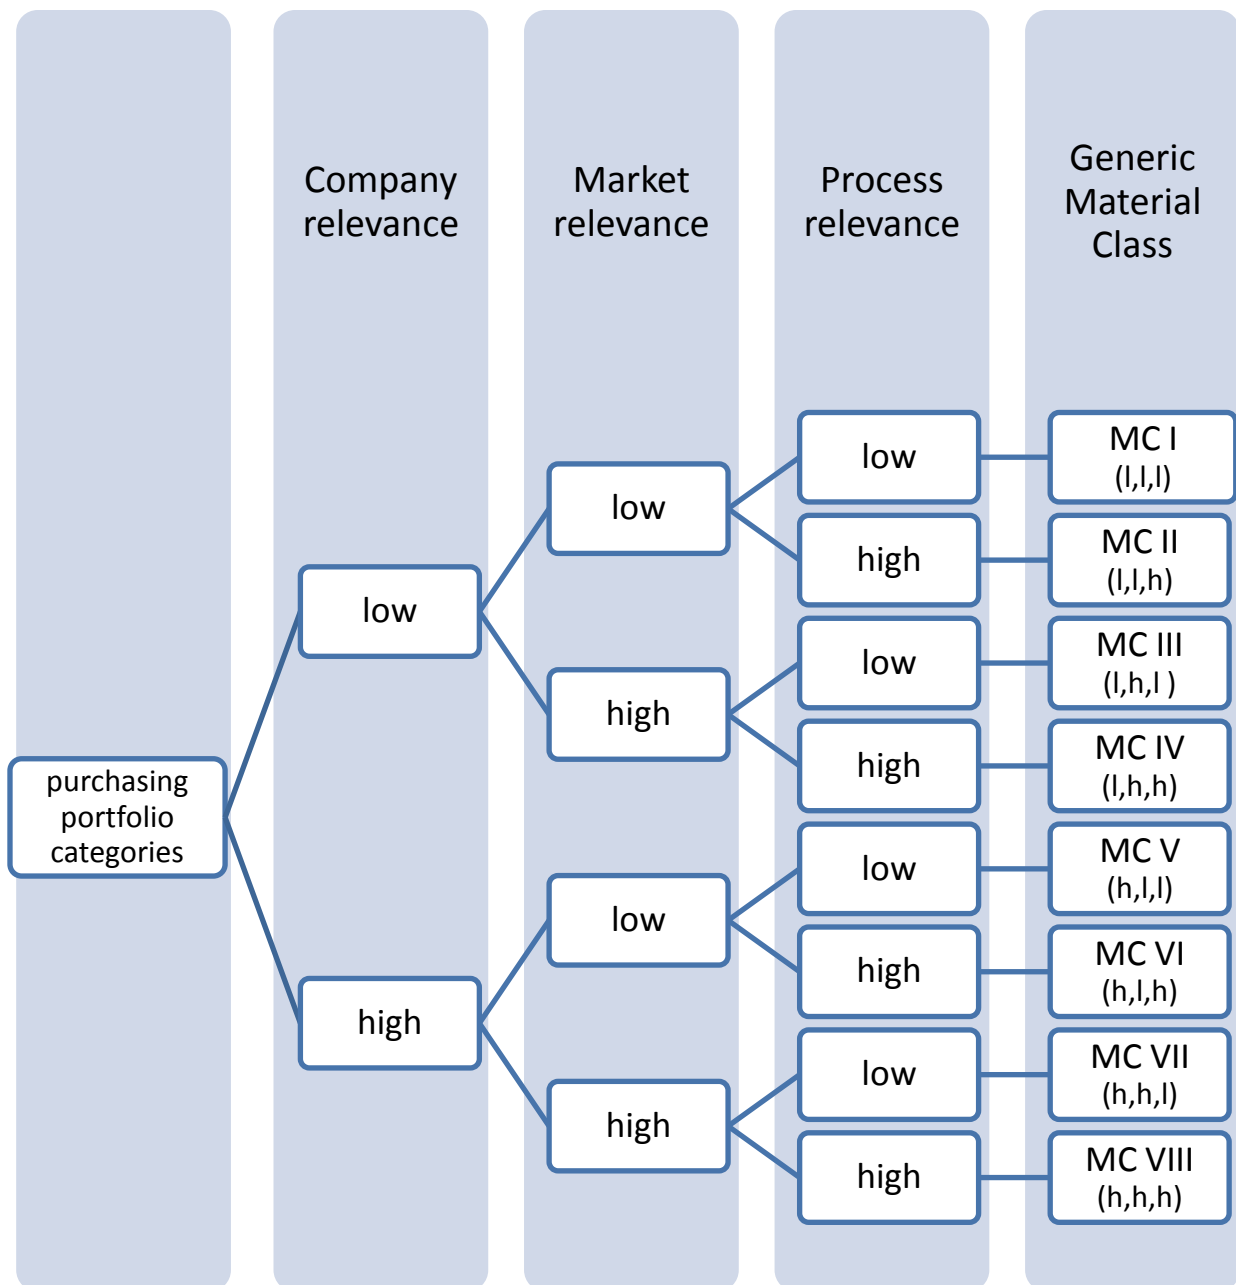 Company
relevance
Market
relevance
Process
relevance
Generic
Material
Class
purchasing
portfolio
categories
low
high
low
high
low
high
low
high
low
high
low
high
low
high
MC I
(l,l,l)
MC II
(l,l,h)
MC III
(l,h,l )
MC IV
(l,h,h)
MC V
(h,l,l)
MC VI
(h,l,h)
MC VII
(h,h,l)
MC VIII
(h,h,h)